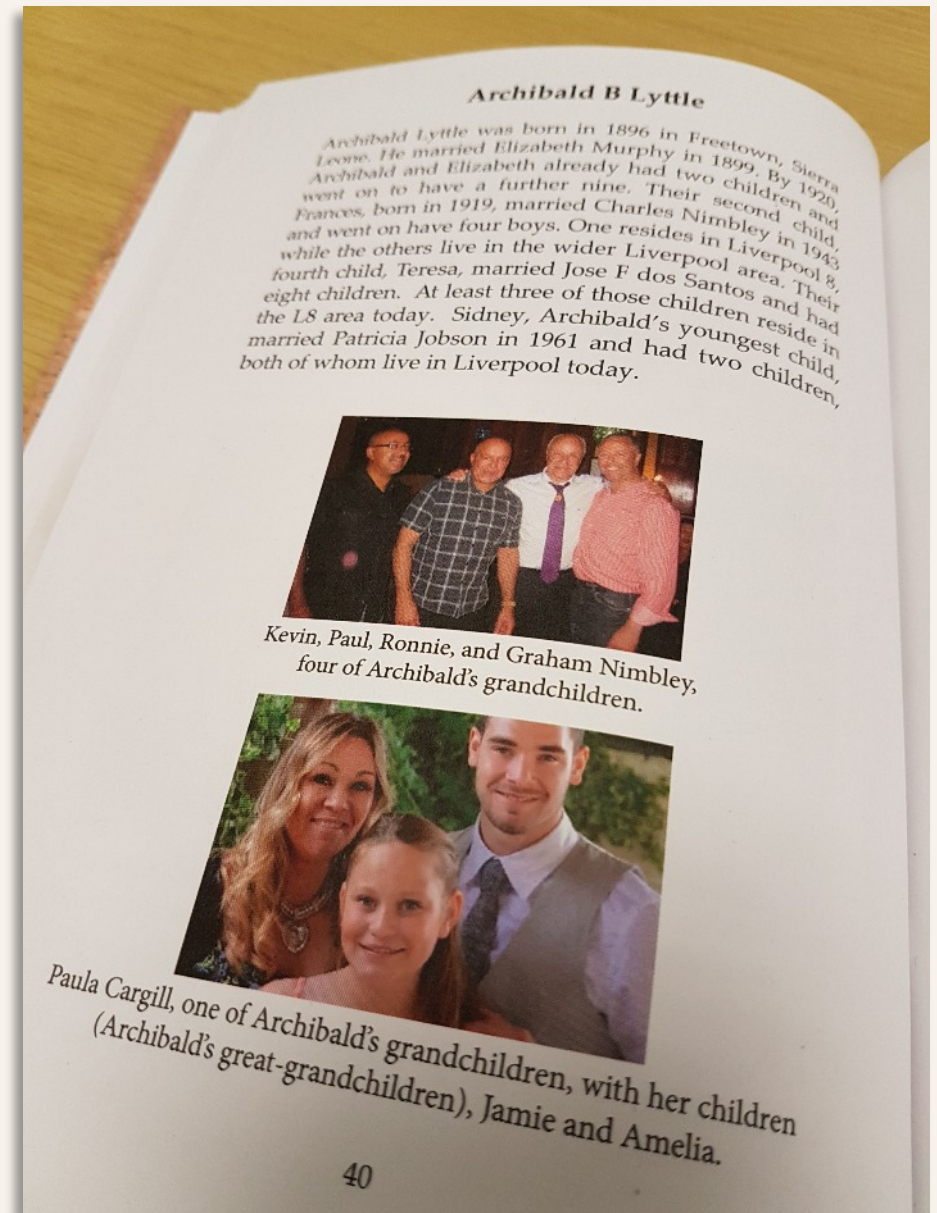 Archibald B Lyttle
Archibald Lyttle was born in 1896 in Freetown, Sierra
Leone. He married Elizabeth Murphy in 1899. By 1920,
Archibald and Elizabeth already had two children and
went on to have a further nine. Their second child,
Frances, born in 1919, married Charles Nimbley in 1943
and went on have four boys. One resides in Liverpool 8,
while the others live in the wider Liverpool area. Their
fourth child, Teresa, married Jose F dos Santos and had
eight children. At least three of those children reside in
the L8 area today. Sidney, Archibald's youngest child,
married Patricia Jobson in 1961 and had two children,
both of whom live in Liverpool today.
Kevin, Paul, Ronnie, and Graham Nimbley,
four of Archibald's grandchildren.
Paula Cargill, one of Archibald's grandchildren, with her children
(Archibald's great-grandchildren), Jamie and Amelia.
40